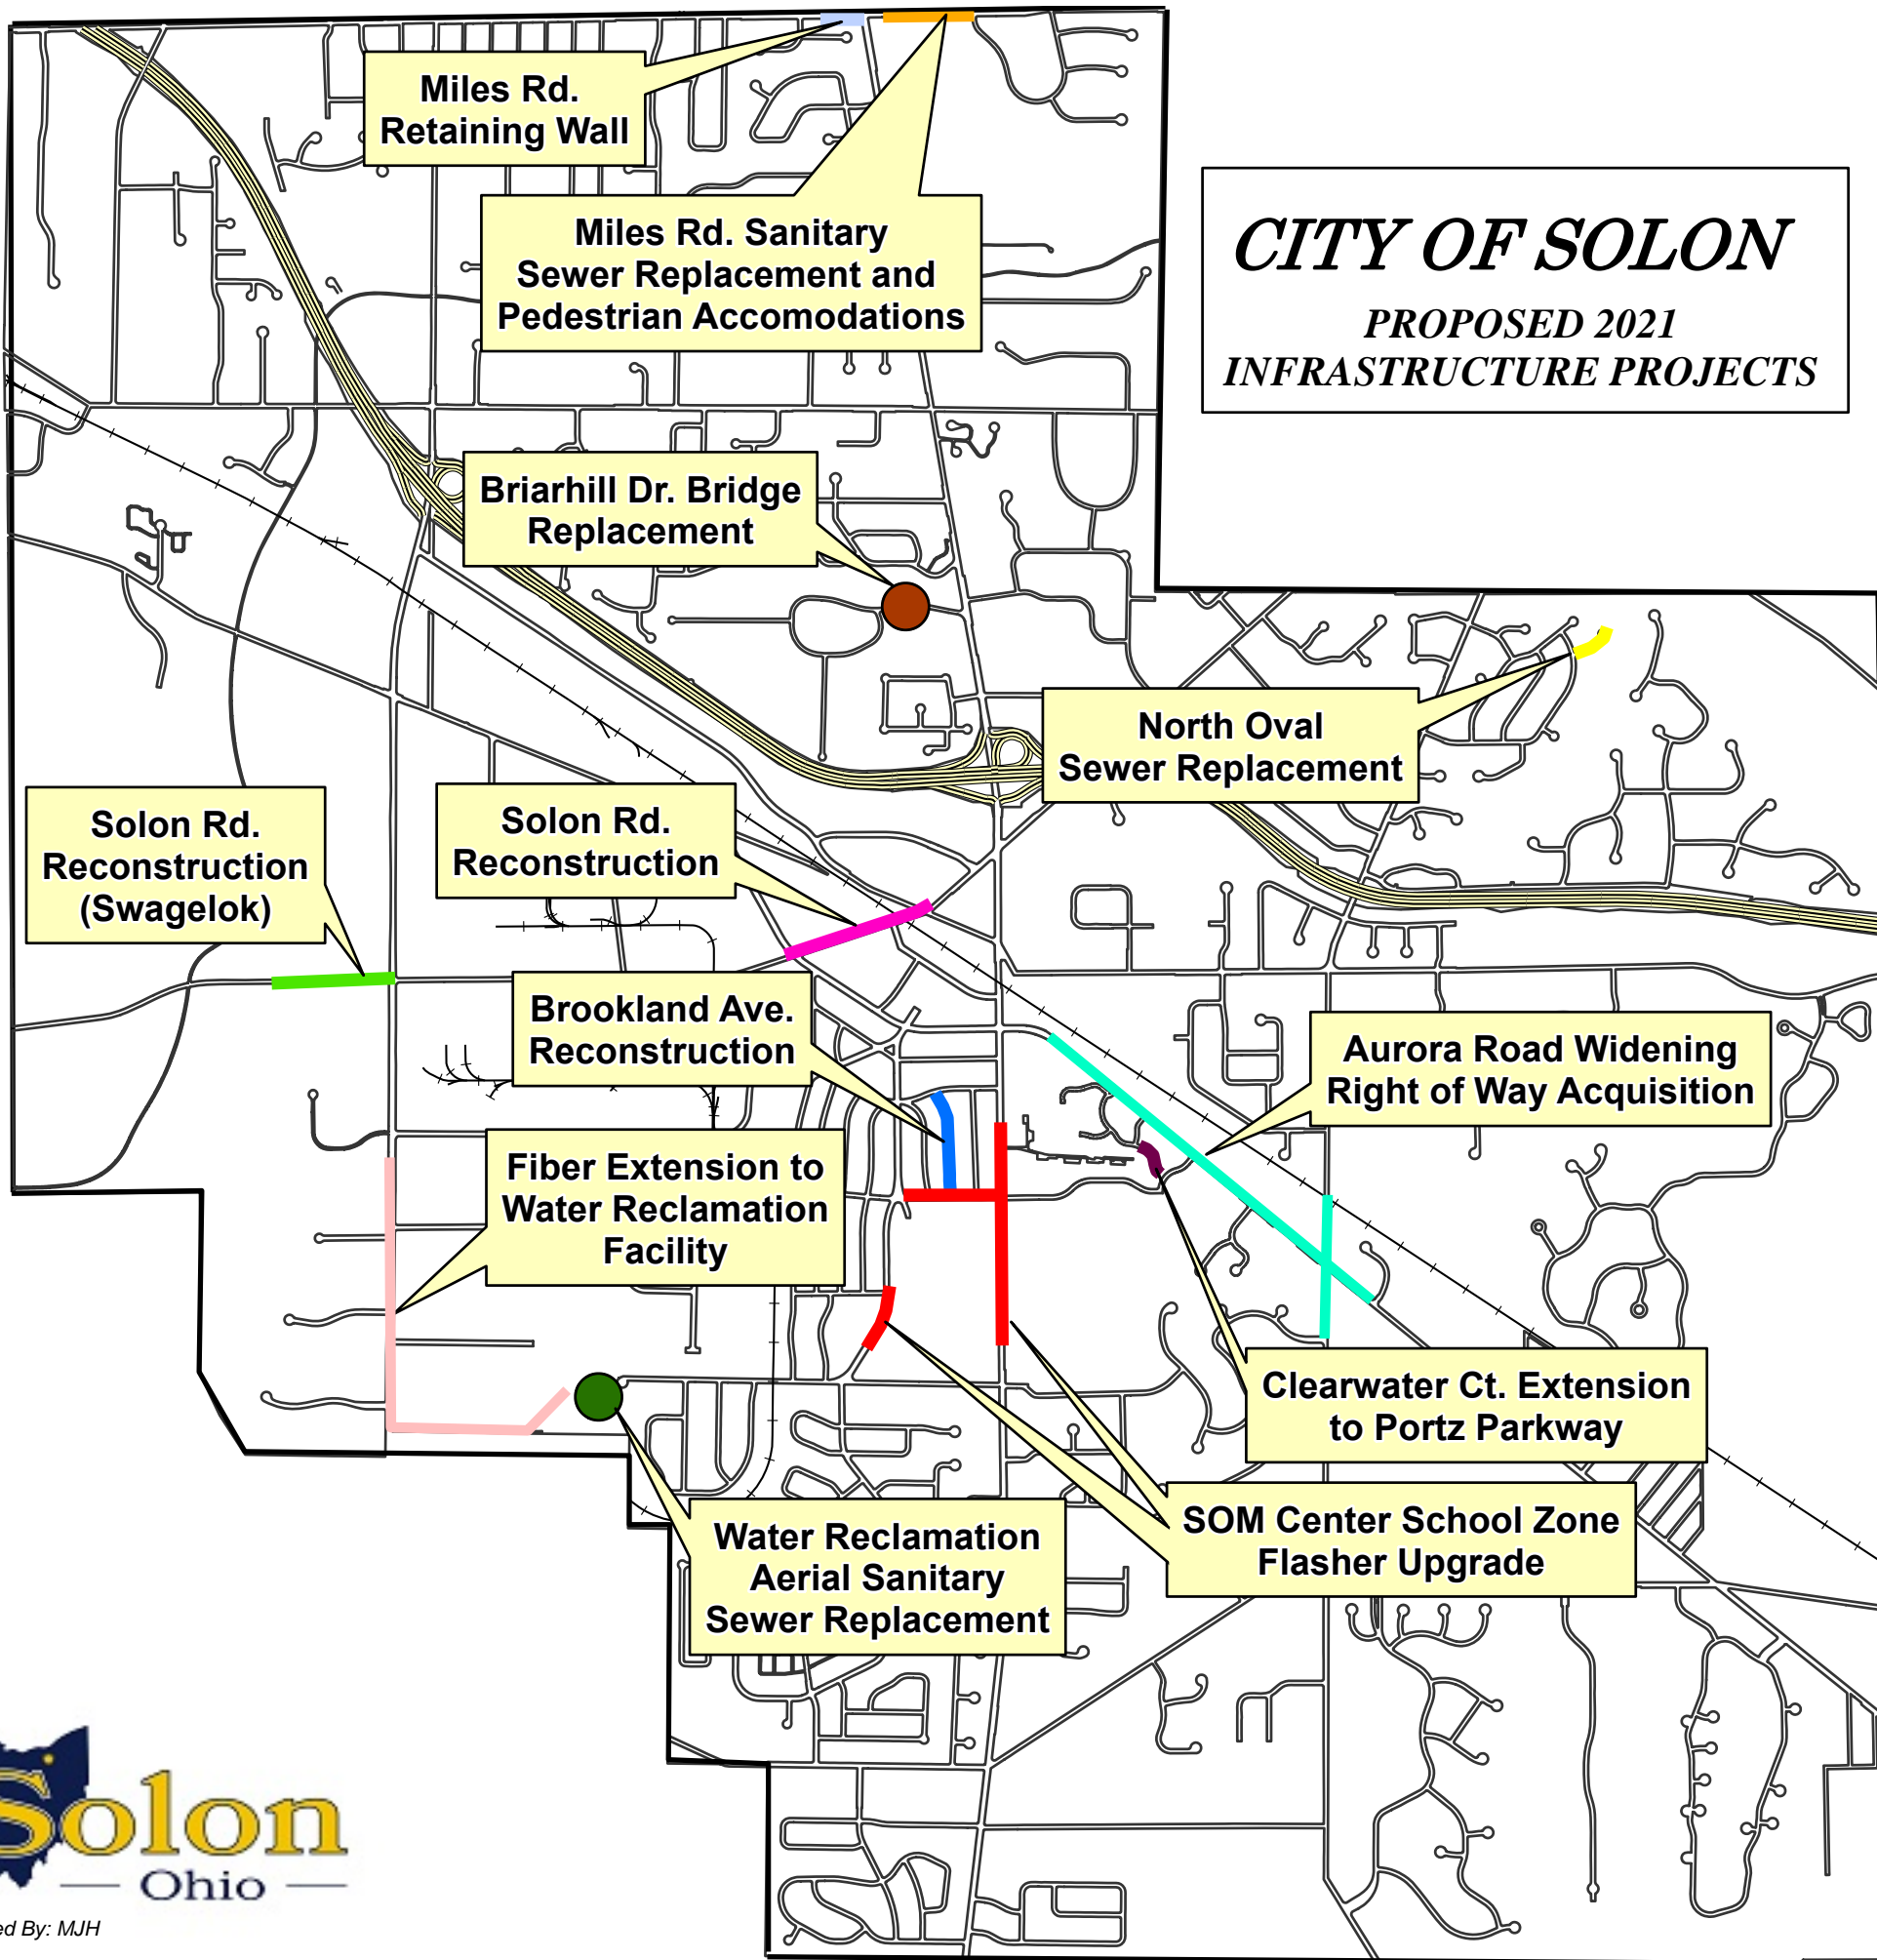 Miles Rd.
Retaining Wall
Miles Rd. Sanitary
Sewer Replacement and
Pedestrian Accomodations
CITY OF SOLON
PROPOSED 2021
INFRASTRUCTURE PROJECTS
Briarhill Dr. Bridge
Replacement
North Oval
Sewer Replacement
Solon Rd.
Reconstruction
(Swagelok)
Solon Rd.
Reconstruction
Brookland Ave.
Reconstruction
Aurora Road Widening
Right of Way Acquisition
Fiber Extension to
Water Reclamation
Facility
Clearwater Ct. Extension
to Portz Parkway
SOM Center School Zone
Flasher Upgrade
Water Reclamation
Aerial Sanitary
Sewer Replacement
Solon
Ohio
By: MJH